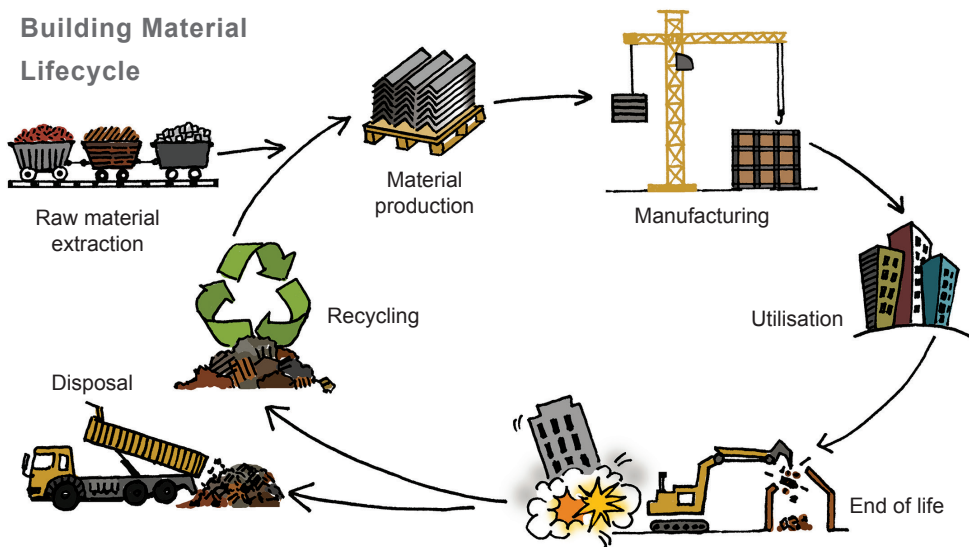 Building Material
Lifecycle
Raw material
extraction
Material
production
Manufacturing
Utilisation
Recycling
Disposal
End of life